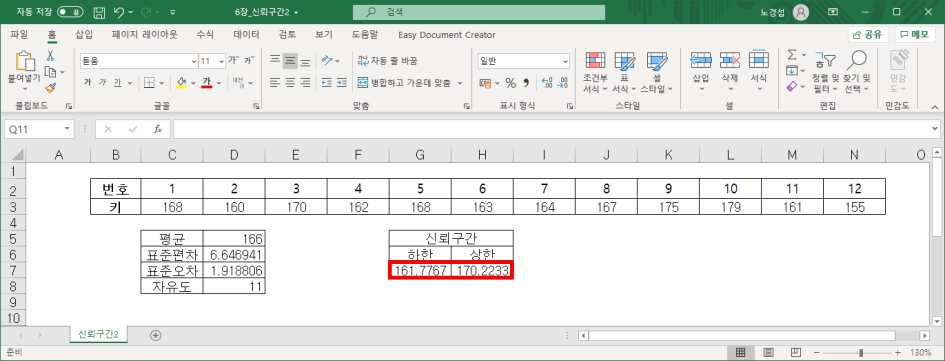 자동 저장 6장_신뢰구간2 검색 노경섭
파일 홈 삽입 페이지 레이아웃 수식 데이터 검토 보기 도움말 Easy Document Creator 공유 메모
붙여넣기 돋움 11 가^ 가ˇ 자동 줄 바꿈 일반 조건부 서식 표 서식 셀 스타일 삽입 삭제 서식 정렬 및 필터 찾기 및 선택 민감도
가 가 가 가 병합하고 가운데 맞춤 % 9
클립보드 글꼴 맞춤 표시 형식 스타일 셀 편집 민감도
Q11 fx
A B C D E F G H I J K L M N O
1
2 번호 1 2 3 4 5 6 7 8 9 10 11 12
3 키 168 160 170 162 168 163 164 167 175 179 161 155
4
5 평균 166 신뢰구간
6 표준편차 6.646941 하한 상한
7 표준오차 1.918806 161.7767 170.2233
8 자유도 11
9
10
신뢰구간2
준비 130%